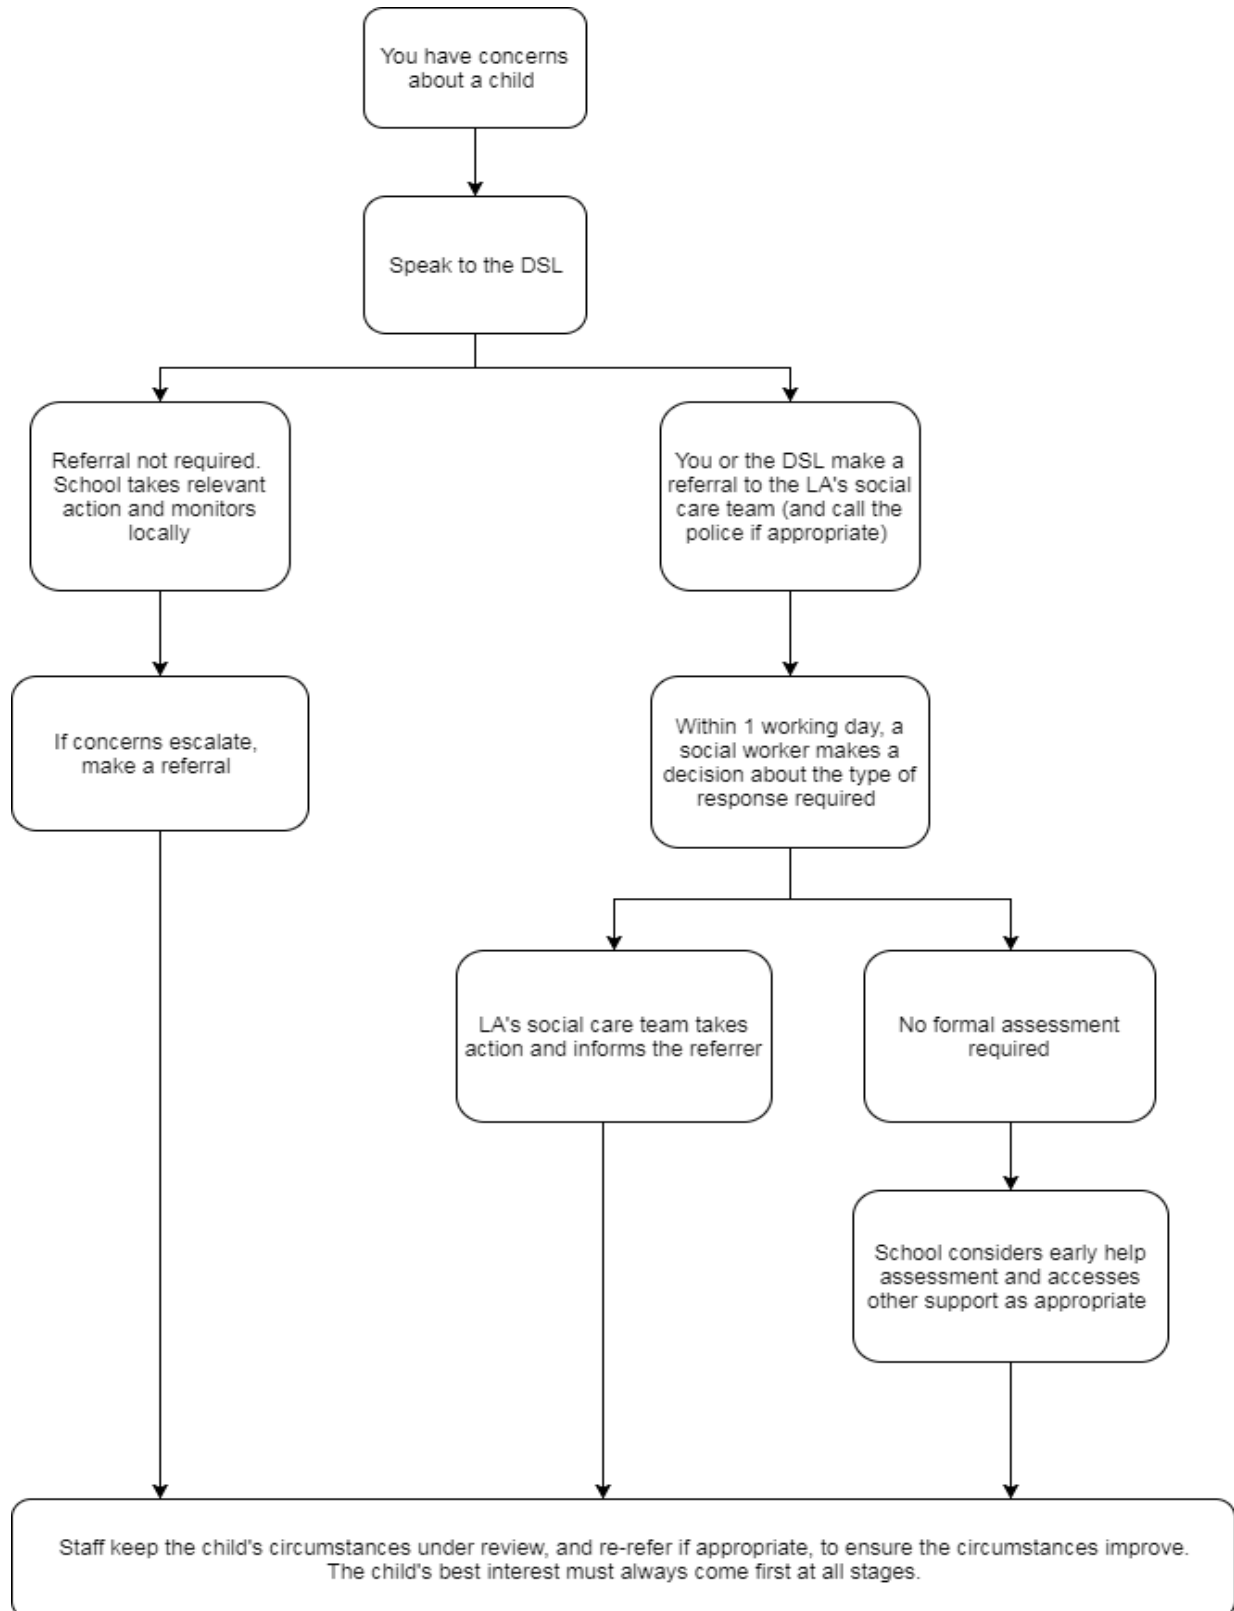 You have concerns
about a child
Speak to the DSL
Referral not required.
School takes relevant
action and monitors
locally
You or the DSL make a
referral to the LA's social
care team (and call the
police if appropriate)
If concerns escalate,
make a referral
Within 1 working day, a
social worker makes a
decision about the type of
response required
LA's social care team takes
action and informs the referrer
No formal assessment
required
School considers early help
assessment and accesses
other support as appropriate
Staff keep the child's circumstances under review, and re-refer if appropriate, to ensure the circumstances improve.
The child's best interest must always come first at all stages.